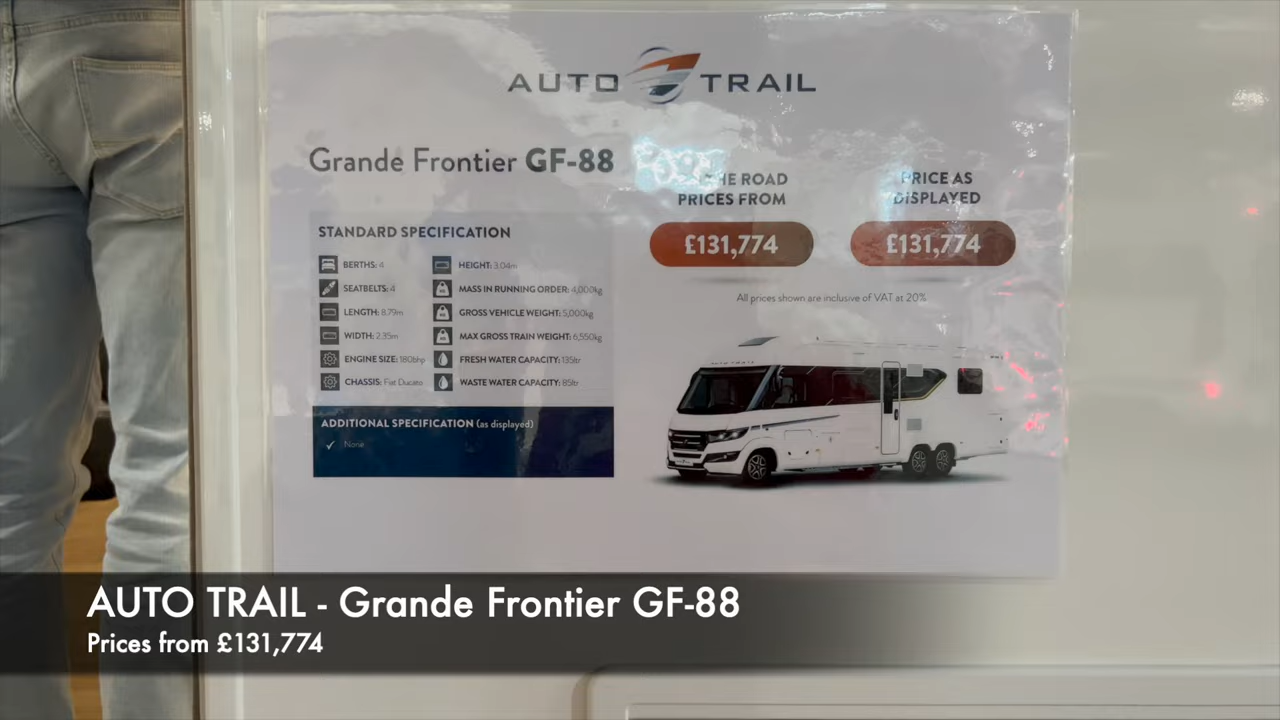 AUTO TRAIL
Grande Frontier GF-88
HE ROAD
PRICES FROM
£131,774
PRICE AS
DISPLAYED
£131,774
All prices shown are inclusive of VAT at 20%
STANDARD SPECIFICATION
BERTHS: 4
SEATBELTS: 4
LENGTH: 8.79m
WIDTH: 2.35m
ENGINE SIZE: 180bhp
CHASSIS: Fiat Ducato
HEIGHT: 3.04m
MASS IN RUNNING ORDER: 4,000kg
GROSS VEHICLE WEIGHT: 5,000kg
MAX GROSS TRAIN WEIGHT: 6,550kg
FRESH WATER CAPACITY: 135ltr
WASTE WATER CAPACITY: 85ltr
ADDITIONAL SPECIFICATION (as displayed)
✓ None
AUTO TRAIL
AUTO TRAIL - Grande Frontier GF-88
Prices from £131,774